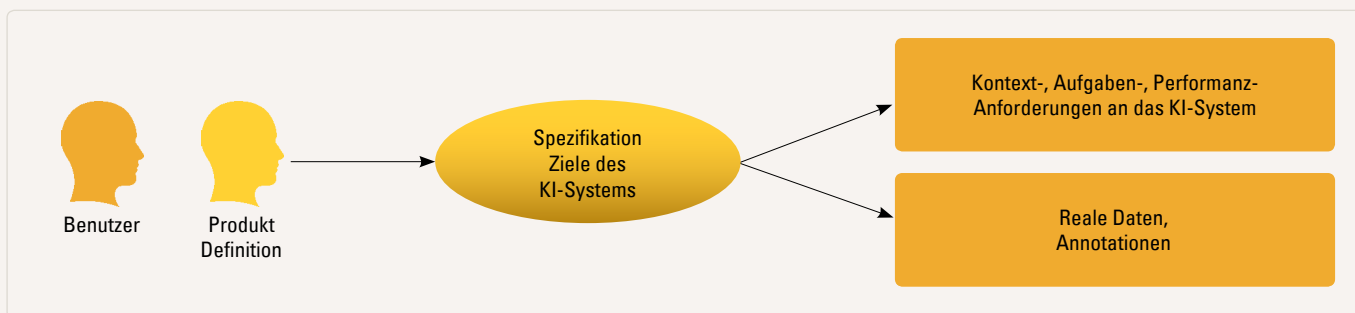 Benutzer
Produkt
Definition
Spezifikation
Ziele des
KI-Systems
Kontext-, Aufgaben-, Performanz-
Anforderungen an das KI-System
Reale Daten,
Annotationen